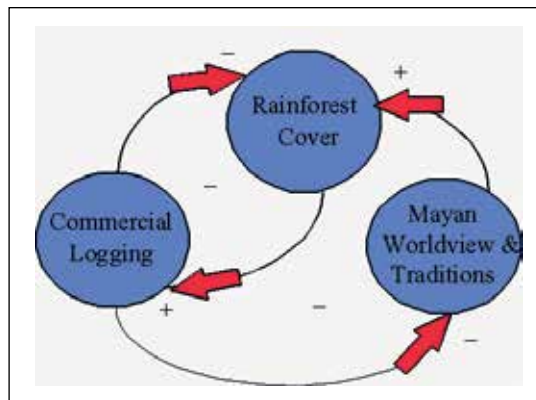 −
+
Rainforest
Cover
−
Commercial
Logging
Mayan
Worldview &
Traditions
+
−
−